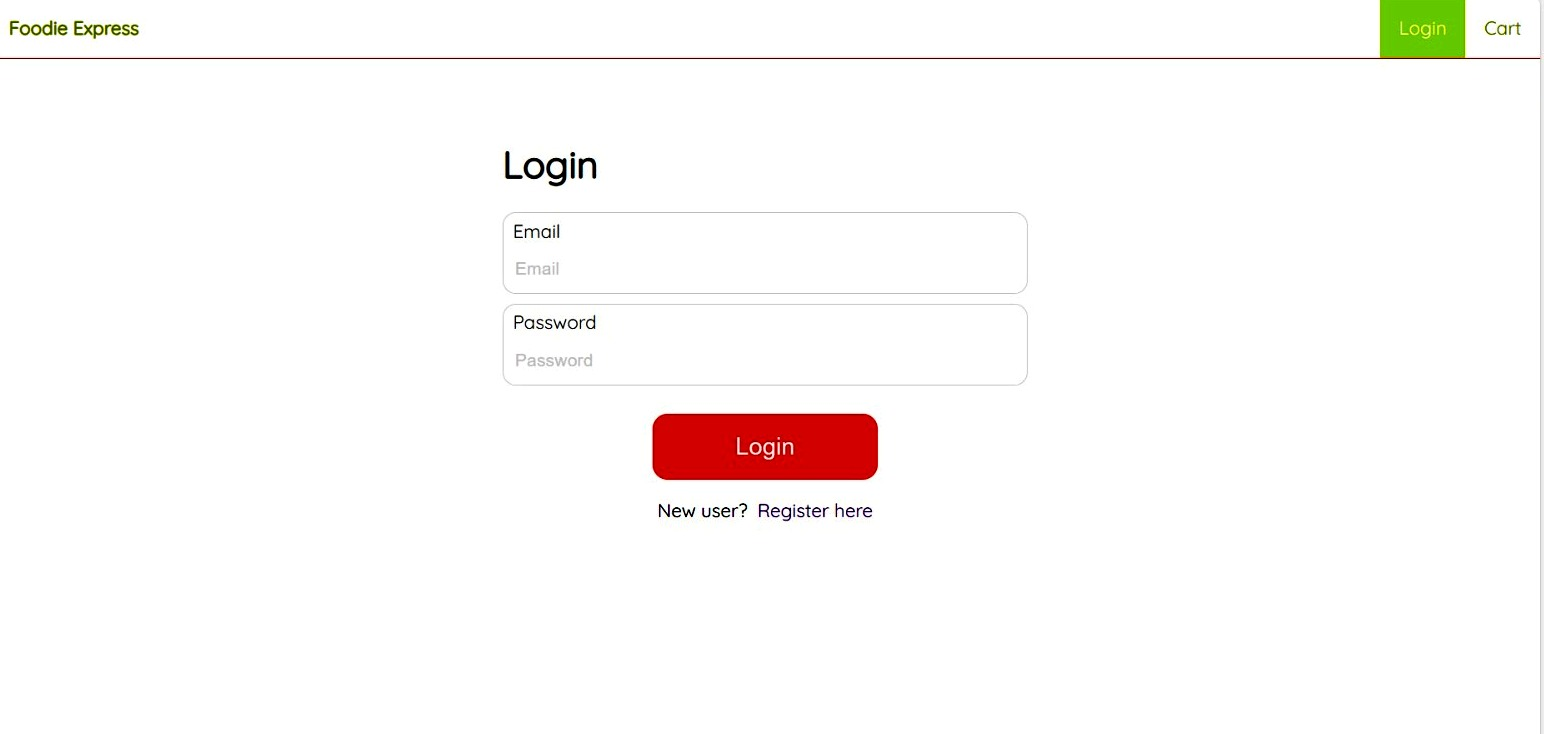 Foodie Express
Login
Cart
Login
Email
Email
Password
Password
Login
New user? Register here